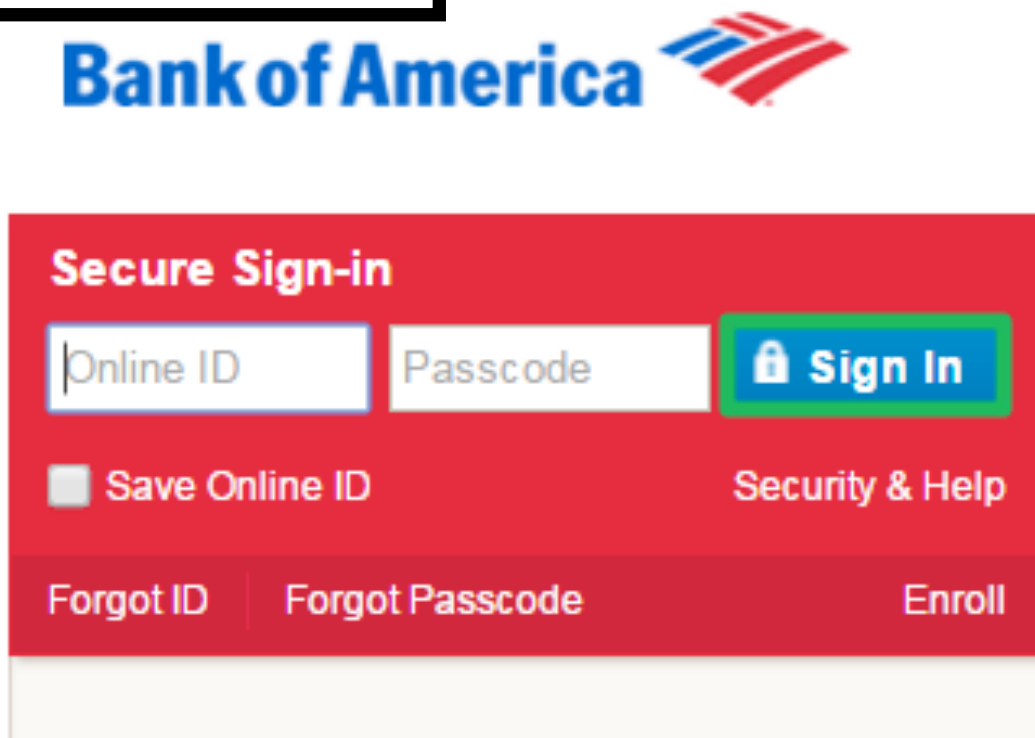 Bank of America
Secure Sign-in
Online ID Passcode Sign In
Save Online ID Security & Help
Forgot ID Forgot Passcode Enroll